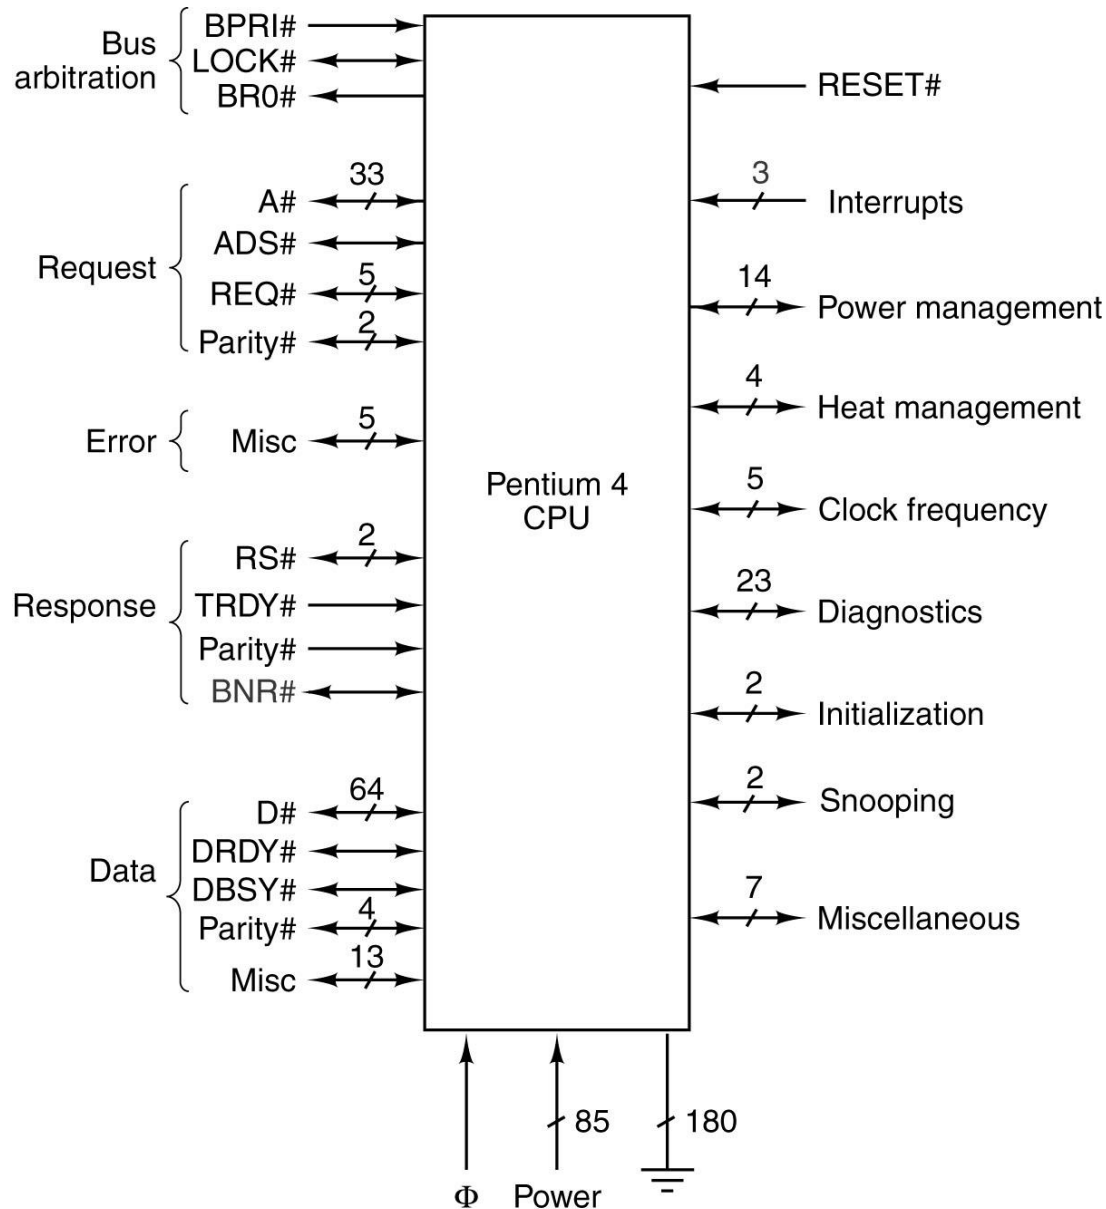 Bus
arbitration
BPRI#
LOCK#
BR0#
Request
A# 33
ADS#
REQ# 5
Parity# 2
Error
Misc 5
Response
RS# 2
TRDY#
Parity#
BNR#
Data
D# 64
DRDY#
DBSY#
Parity# 4
Misc 13
Pentium 4
CPU
RESET#
3 Interrupts
14 Power management
4 Heat management
5 Clock frequency
23 Diagnostics
2 Initialization
2 Snooping
7 Miscellaneous
Φ
85
Power
180